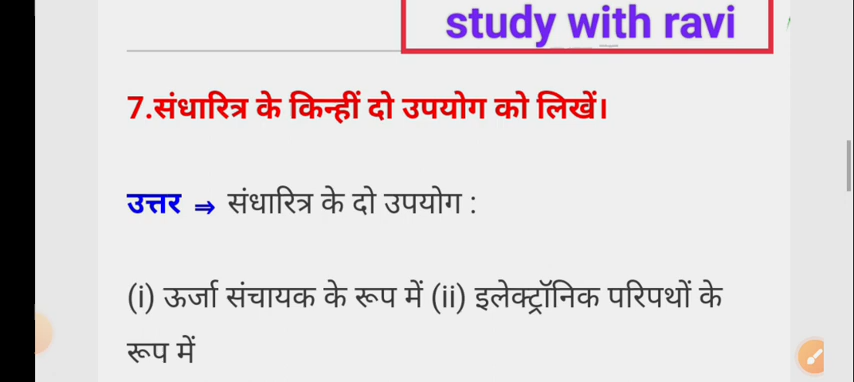 study with ravi
7.संधारित्र के किन्हीं दो उपयोग को लिखें।
उत्तर ⇒ संधारित्र के दो उपयोग :
(i) ऊर्जा संचायक के रूप में (ii) इलेक्ट्रॉनिक परिपथों के
रूप में